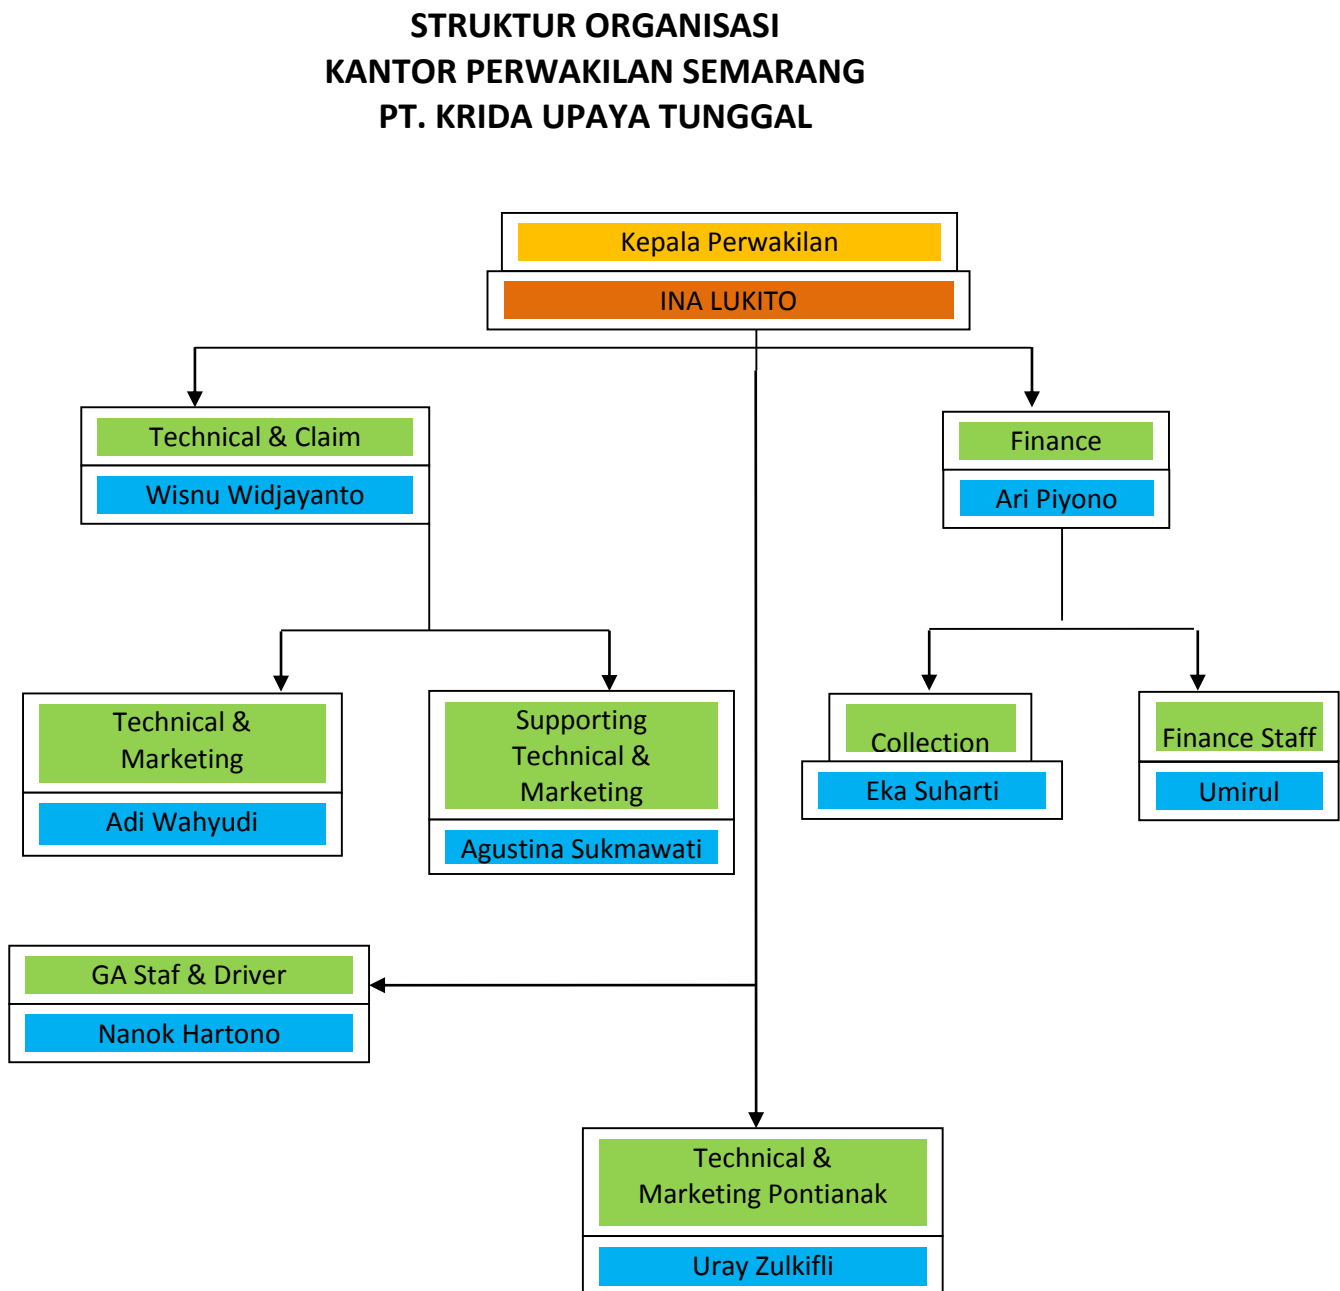 STRUKTUR ORGANISASI
KANTOR PERWAKILAN SEMARANG
PT. KRIDA UPAYA TUNGGAL
Kepala Perwakilan
INA LUKITO
Technical & Claim
Wisnu Widjayanto
Finance
Ari Piyono
Technical &
Marketing
Adi Wahyudi
Supporting
Technical &
Marketing
Agustina Sukmawati
Collection
Eka Suharti
Finance Staff
Umirul
GA Staf & Driver
Nanok Hartono
Technical &
Marketing Pontianak
Uray Zulkifli